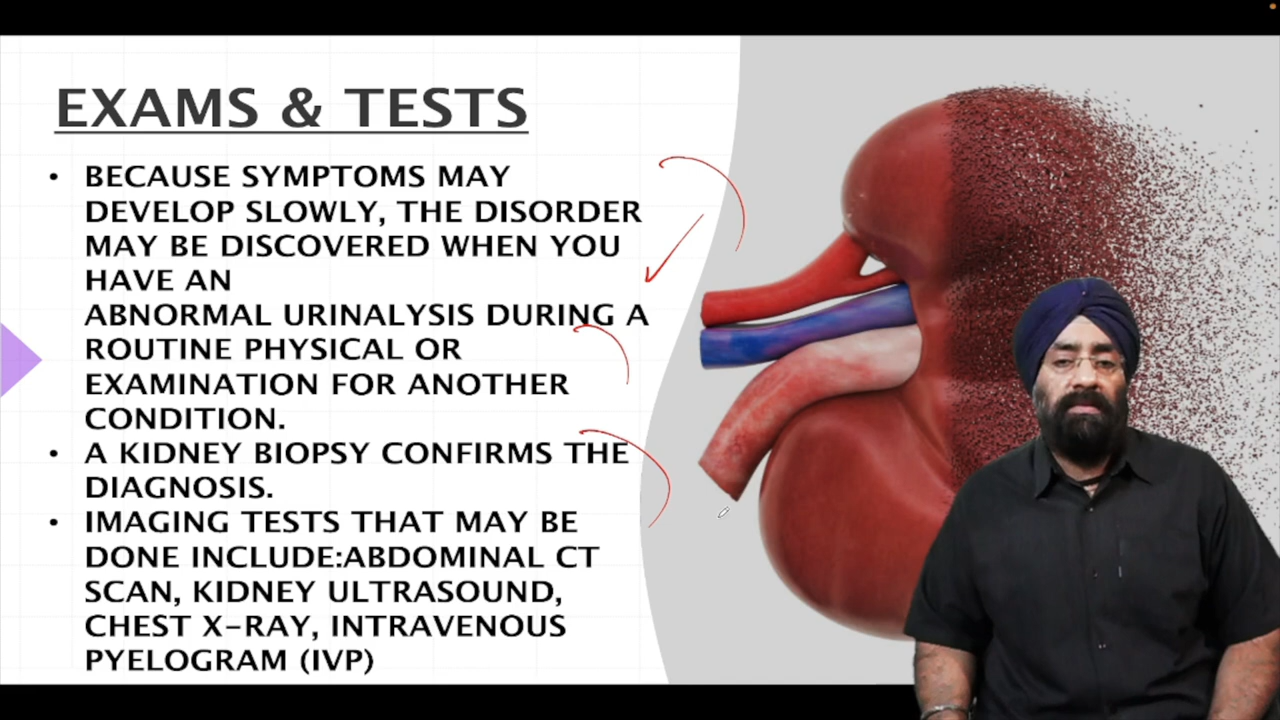 EXAMS & TESTS
• BECAUSE SYMPTOMS MAY
DEVELOP SLOWLY, THE DISORDER
MAY BE DISCOVERED WHEN YOU
HAVE AN
ABNORMAL URINALYSIS DURING A
ROUTINE PHYSICAL OR
EXAMINATION FOR ANOTHER
CONDITION.
• A KIDNEY BIOPSY CONFIRMS THE
DIAGNOSIS.
• IMAGING TESTS THAT MAY BE
DONE INCLUDE:ABDOMINAL CT
SCAN, KIDNEY ULTRASOUND,
CHEST X-RAY, INTRAVENOUS
PYELOGRAM (IVP)